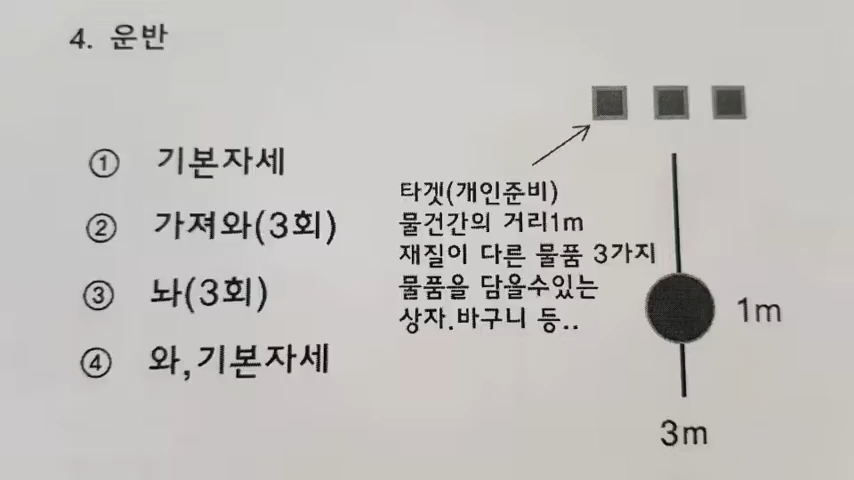 4. 운반
① 기본자세
② 가져와(3회)
③ 놔(3회)
④ 와,기본자세
타겟(개인준비)
물건간의 거리1m
재질이 다른 물품 3가지
물품을 담을수있는
상자.바구니 등..
1m
3m